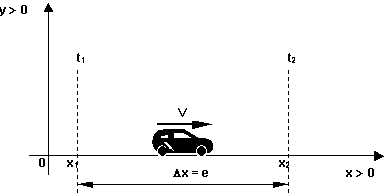 y > 0
t₁ t₂
V
0 x₁ x₂ x > 0
Δx = e